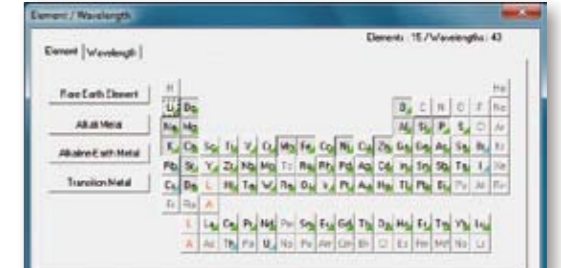 Element / Wavelength
Elements : 15 / Wavelengths : 43
Element Wavelength
Rare Earth Element
Alkali Metal
Alkaline-Earth Metal
Transition Metal
H He
Li Be B C N O F Ne
Na Mg Al Si P S Cl Ar
K Ca Sc Ti V Cr Mn Fe Co Ni Cu Zn Ga Ge As Se Br Kr
Rb Sr Y Zr Nb Mo Tc Ru Rh Pd Ag Cd In Sn Sb Te I Xe
Cs Ba L Hf Ta W Re Os Ir Pt Au Hg Tl Pb Bi Po At Rn
Fr Ra A
L La Ce Pr Nd Pm Sm Eu Gd Tb Dy Ho Er Tm Yb Lu
A Ac Th Pa U Np Pu Am Cm Bk Cf Es Fm Md No Lr